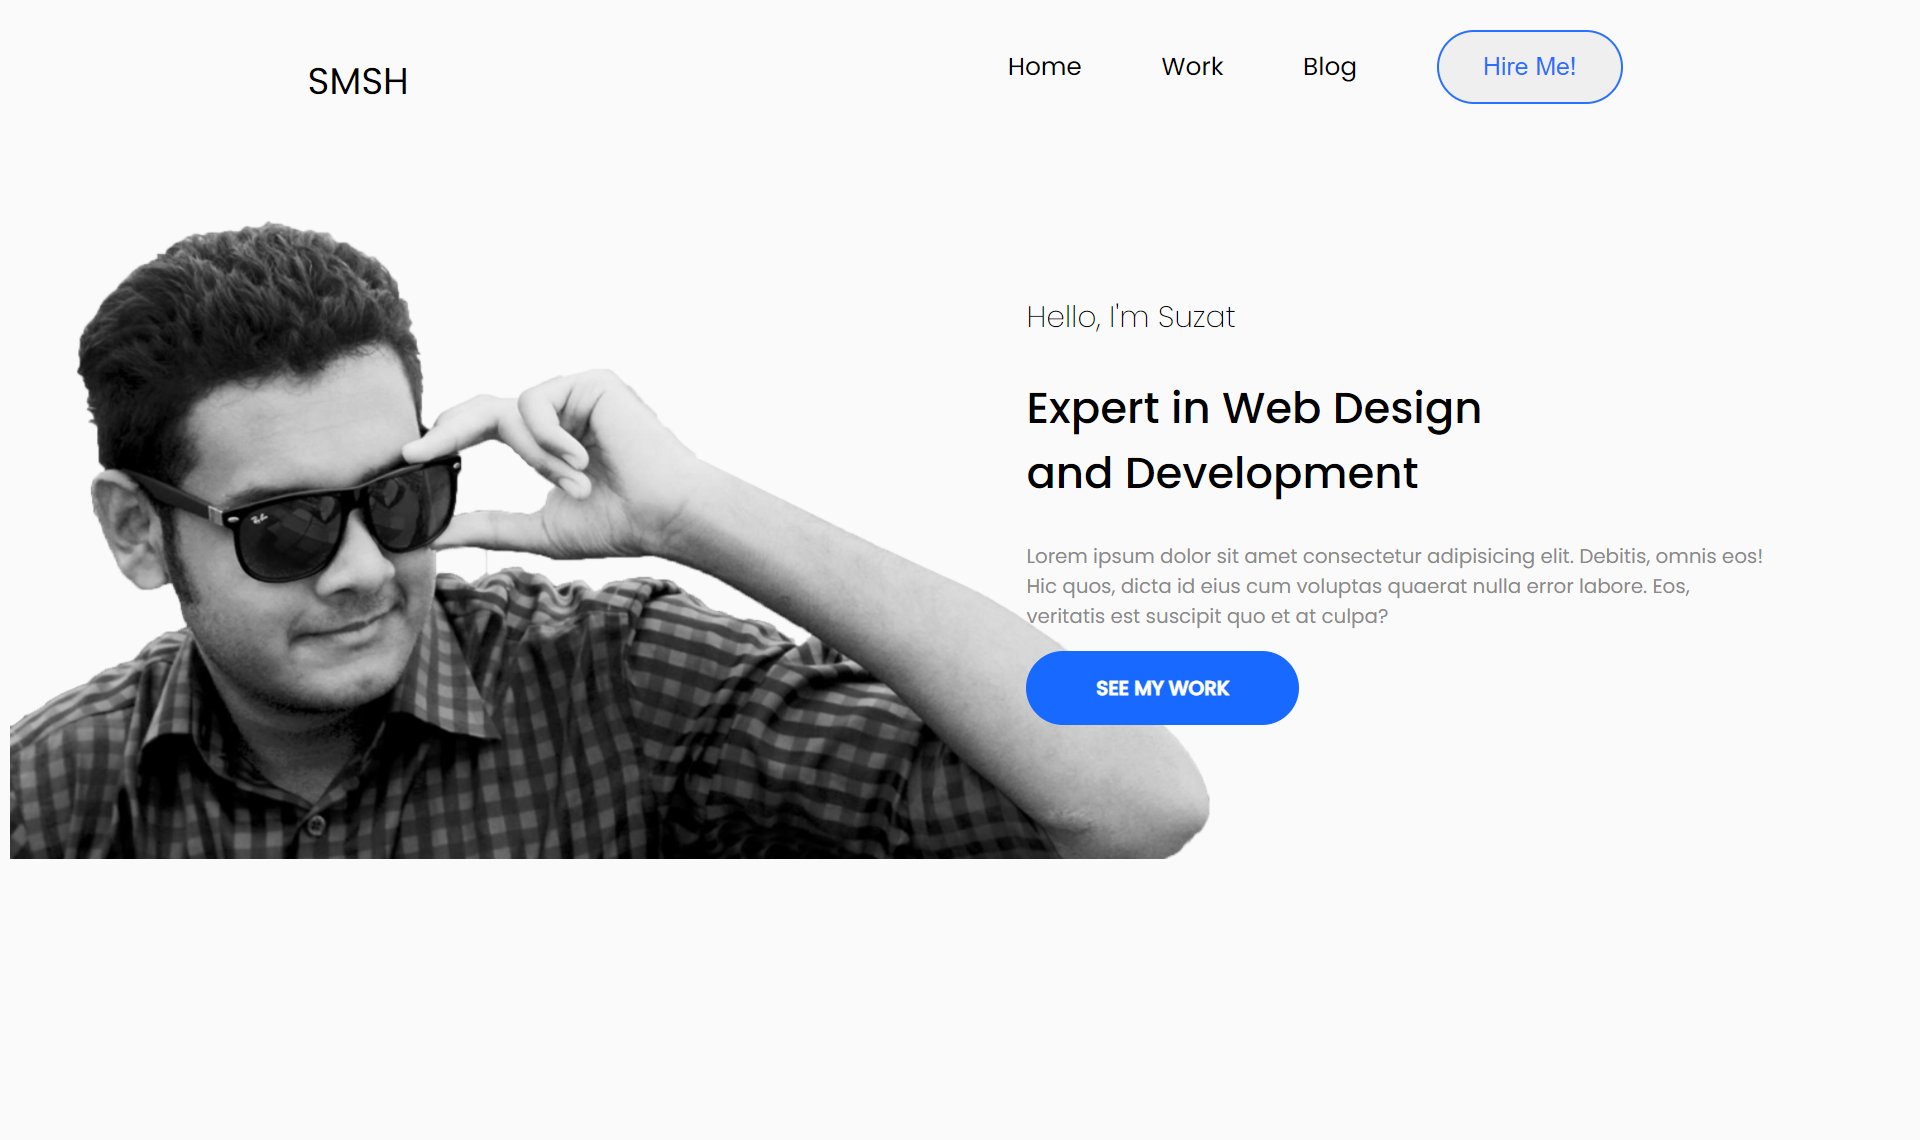 SMSH
Home
Work
Blog
Hire Me!
Hello, I'm Suzat
Expert in Web Design
and Development
Lorem ipsum dolor sit amet consectetur adipisicing elit. Debitis, omnis eos!
Hic quos, dicta id eius cum voluptas quaerat nulla error labore. Eos,
veritatis est suscipit quo et at culpa?
SEE MY WORK